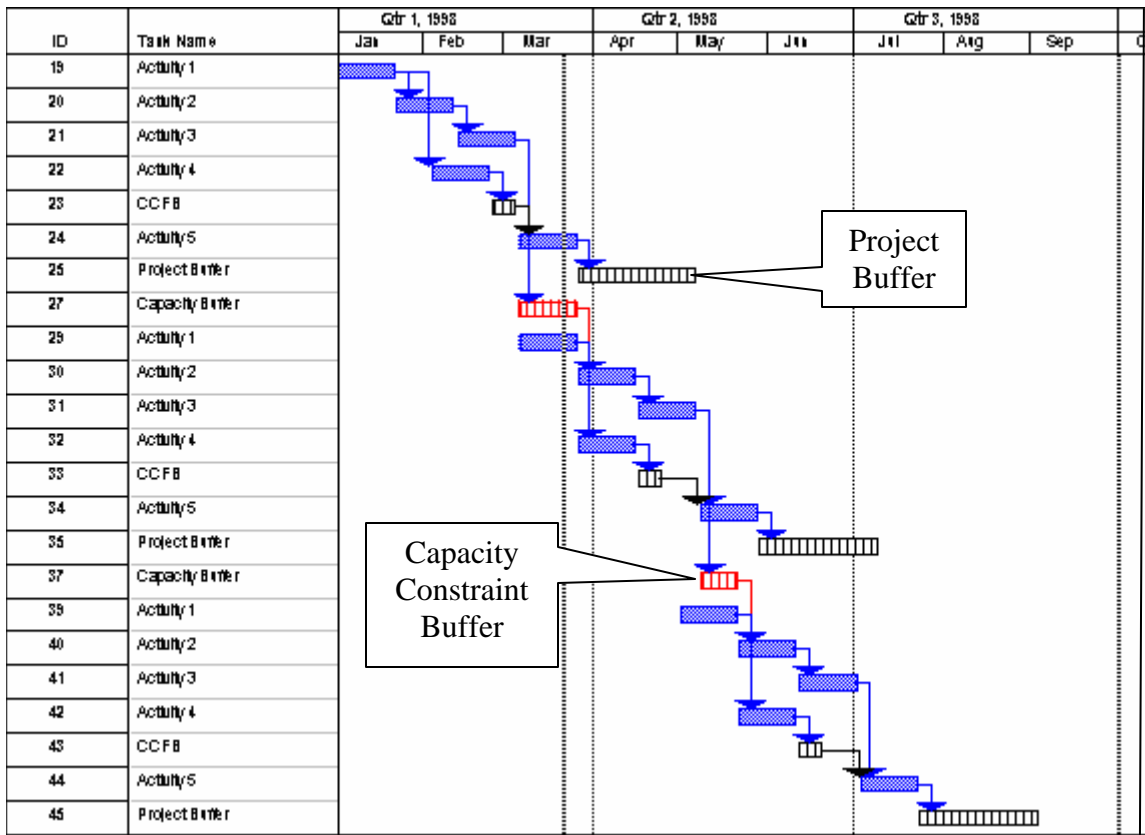 Qtr 1, 1998 Qtr 2, 1998 Qtr 3, 1998
ID Task Name Jan Feb Mar Apr May Jun Jul Aug Sep
19 Activity 1
20 Activity 2
21 Activity 3
22 Activity 4
23 CCFB
24 Activity 5
25 Project Buffer
27 Capacity Buffer
29 Activity 1
30 Activity 2
31 Activity 3
32 Activity 4
33 CCFB
34 Activity 5
35 Project Buffer
37 Capacity Buffer
39 Activity 1
40 Activity 2
41 Activity 3
42 Activity 4
43 CCFB
44 Activity 5
45 Project Buffer
Project
Buffer
Capacity
Constraint
Buffer